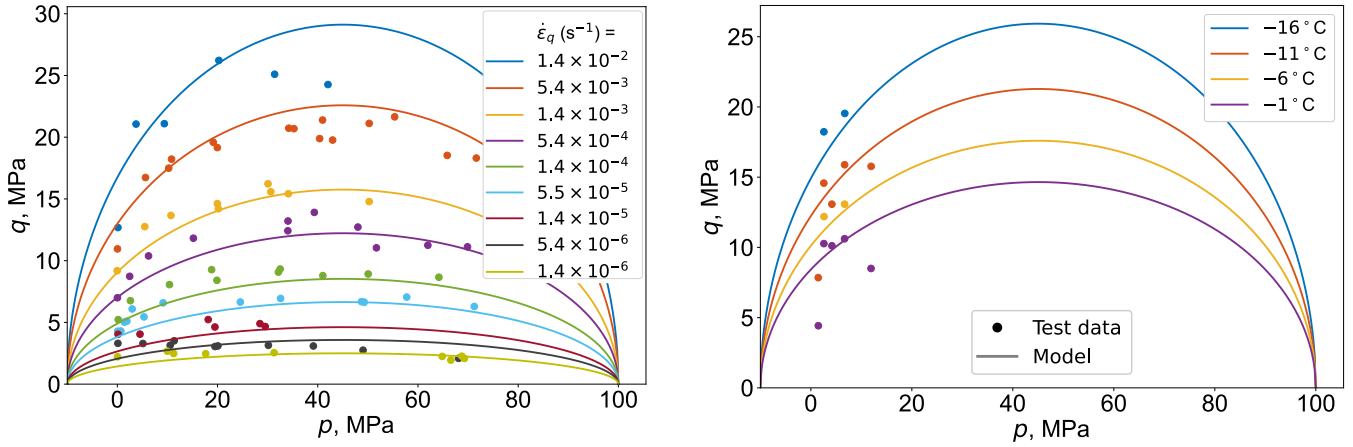 q, MPa
30
25
20
15
10
5
0
0
20
40
60
80
100
p, MPa
ε̇_q (s⁻¹) =
1.4 × 10⁻²
5.4 × 10⁻³
1.4 × 10⁻³
5.4 × 10⁻⁴
1.4 × 10⁻⁴
5.5 × 10⁻⁵
1.4 × 10⁻⁵
5.4 × 10⁻⁶
1.4 × 10⁻⁶
q, MPa
25
20
15
10
5
0
0
20
40
60
80
100
p, MPa
−16°C
−11°C
−6°C
−1°C
Test data
Model